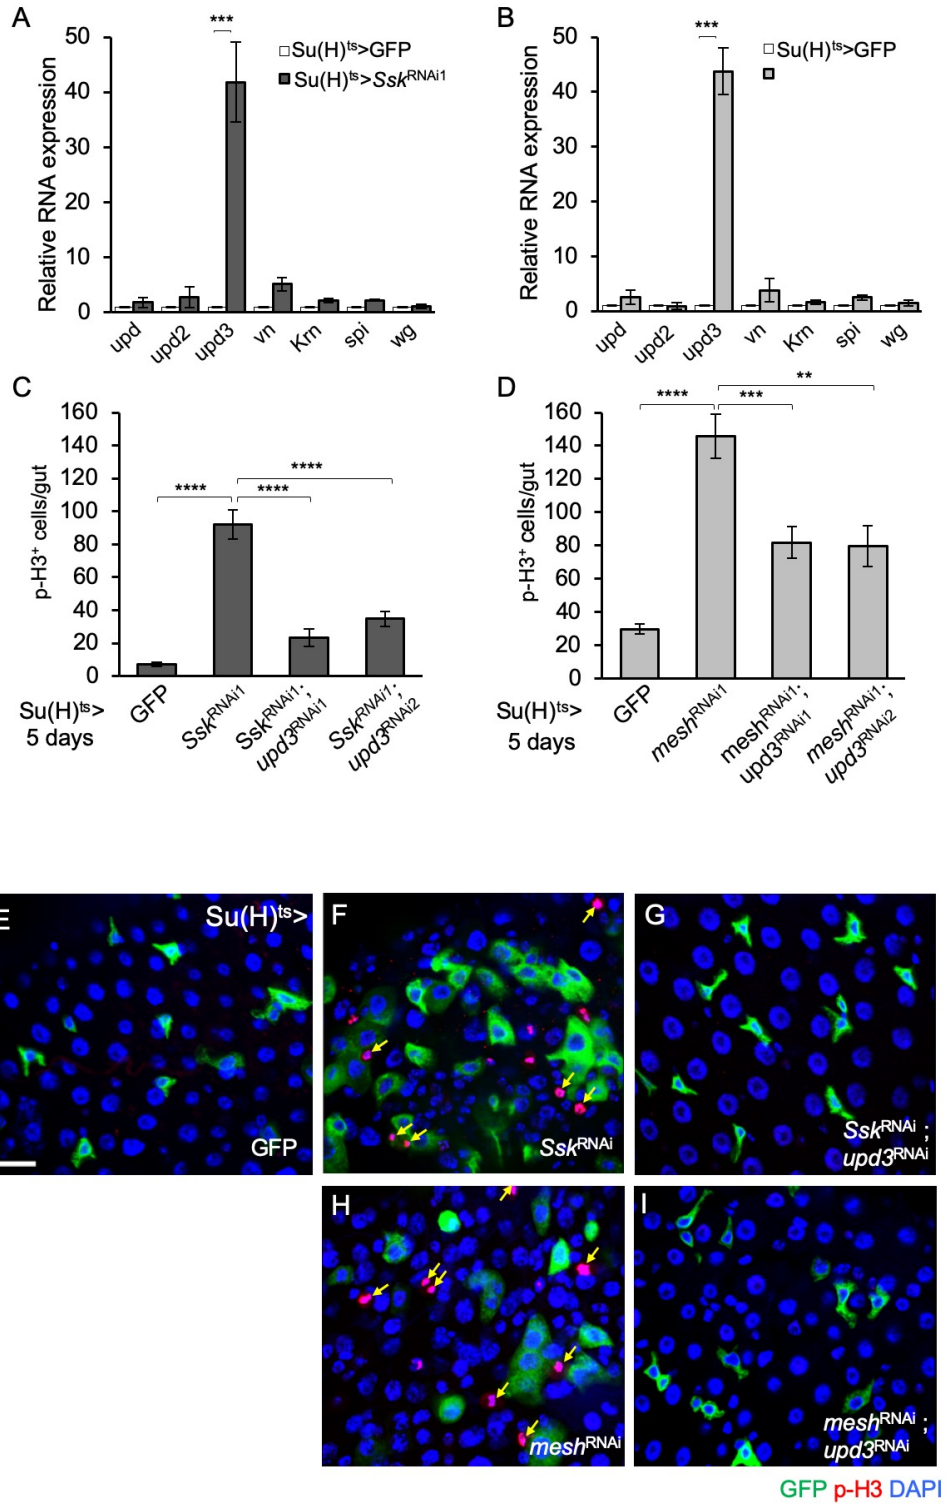 A
Relative RNA expression
50
40
30
20
10
0
***
Su(H)ts>GFP
Su(H)ts>SskRNAi1
upd
upd2
upd3
vn
Krn
spi
wg
B
Relative RNA expression
50
40
30
20
10
0
***
Su(H)ts>GFP
upd
upd2
upd3
vn
Krn
spi
wg
C
p-H3+ cells/gut
160
140
120
100
80
60
40
20
0
****
****
****
Su(H)ts>
5 days
GFP
SskRNAi1
SskRNAi1;
upd3RNAi1
SskRNAi1;
upd3RNAi2
D
p-H3+ cells/gut
160
140
120
100
80
60
40
20
0
****
***
**
Su(H)ts>
5 days
GFP
meshRNAi1
meshRNAi1;
upd3RNAi1
meshRNAi1;
upd3RNAi2
E
Su(H)ts>
GFP
F
SskRNAi
G
SskRNAi ;
upd3RNAi
H
meshRNAi
I
meshRNAi ;
upd3RNAi
GFP p-H3 DAPI